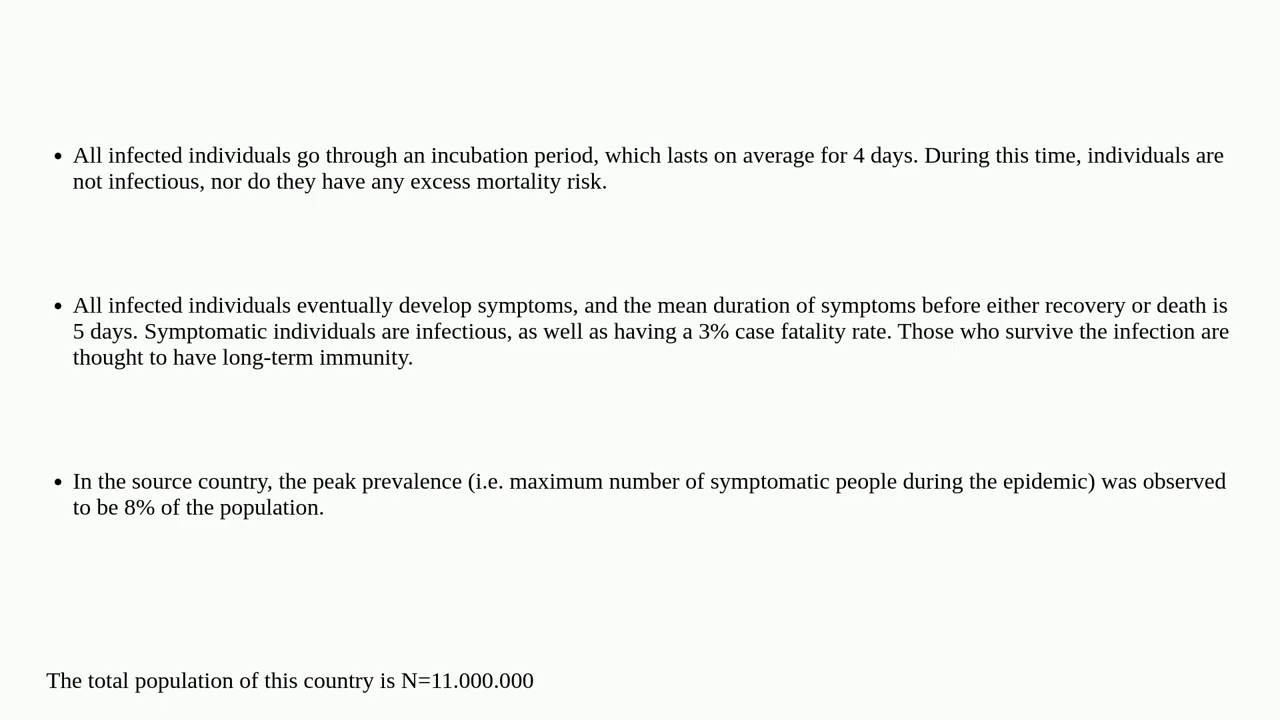 • All infected individuals go through an incubation period, which lasts on average for 4 days. During this time, individuals are
not infectious, nor do they have any excess mortality risk.
• All infected individuals eventually develop symptoms, and the mean duration of symptoms before either recovery or death is
5 days. Symptomatic individuals are infectious, as well as having a 3% case fatality rate. Those who survive the infection are
thought to have long-term immunity.
• In the source country, the peak prevalence (i.e. maximum number of symptomatic people during the epidemic) was observed
to be 8% of the population.
The total population of this country is N=11.000.000